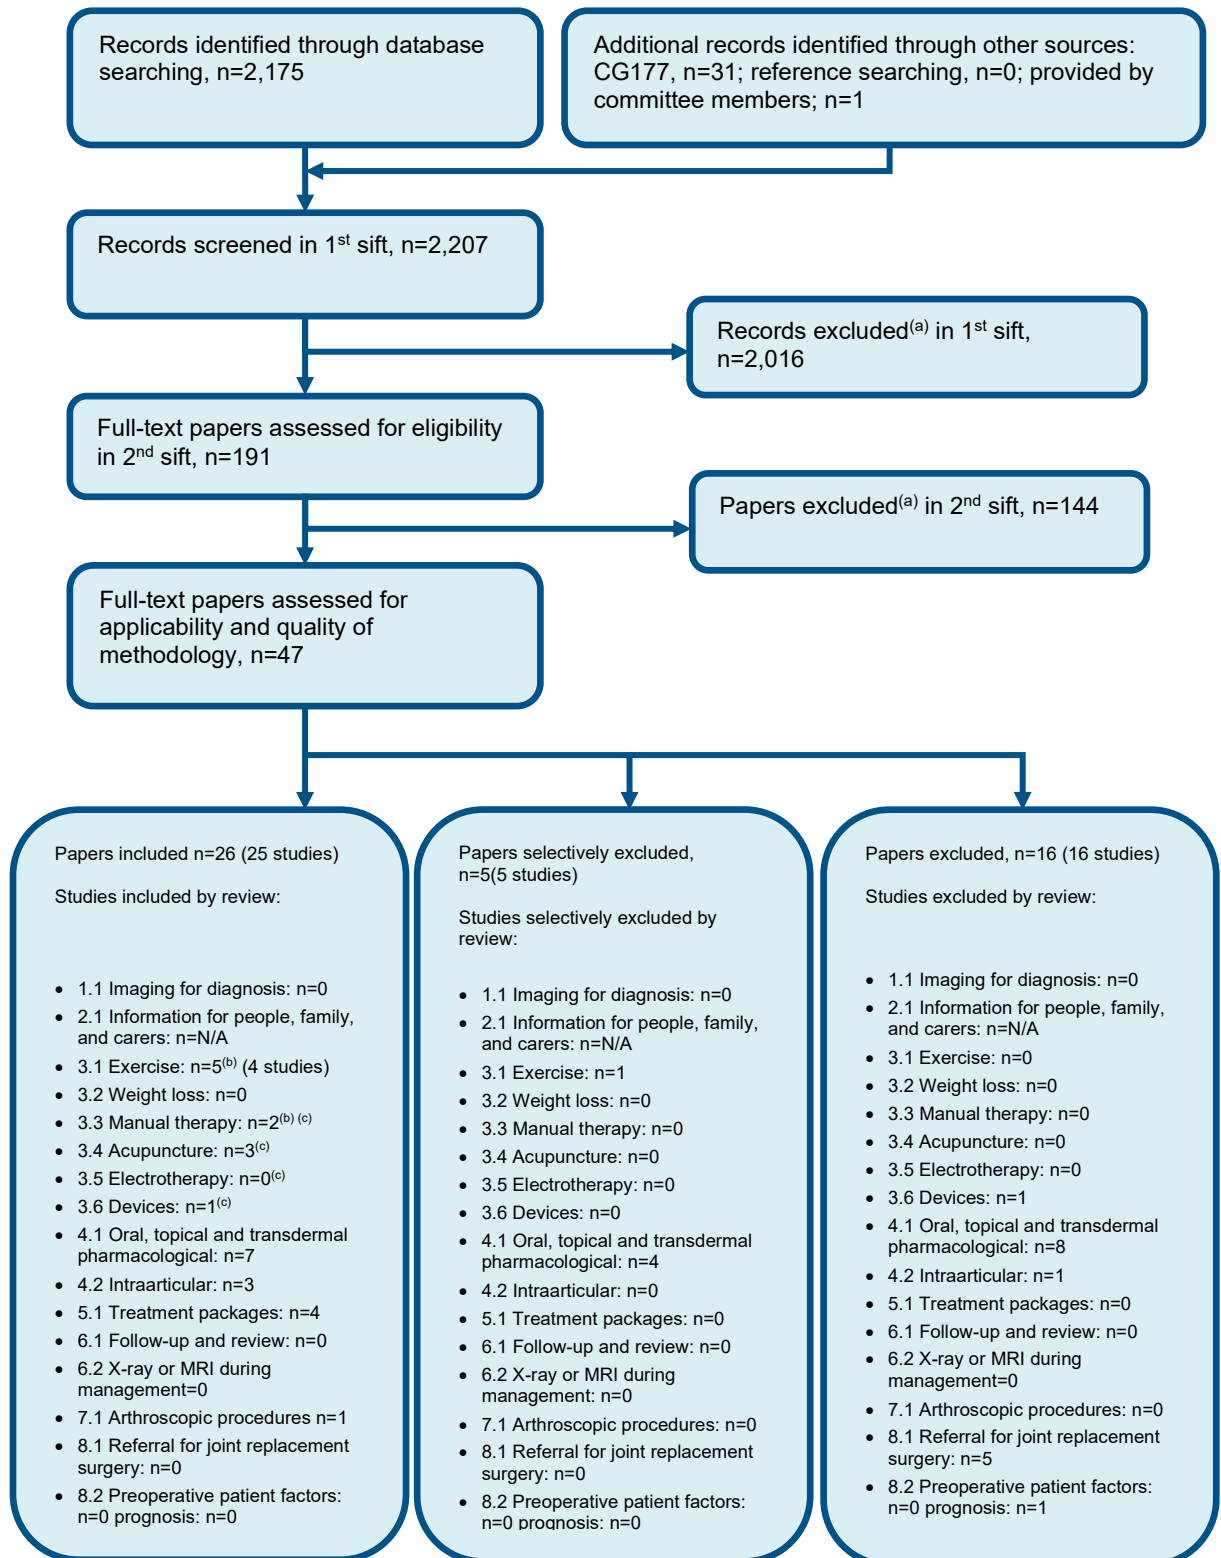 Records identified through database
searching, n=2,175
Additional records identified through other sources:
CG177, n=31; reference searching, n=0; provided by
committee members; n=1
Records screened in 1st sift, n=2,207
Records excluded(a) in 1st sift,
n=2,016
Full-text papers assessed for eligibility
in 2nd sift, n=191
Papers excluded(a) in 2nd sift, n=144
Full-text papers assessed for
applicability and quality of
methodology, n=47
Papers included n=26 (25 studies)
Studies included by review:
• 1.1 Imaging for diagnosis: n=0
• 2.1 Information for people, family,
and carers: n=N/A
• 3.1 Exercise: n=5(b) (4 studies)
• 3.2 Weight loss: n=0
• 3.3 Manual therapy: n=2(b) (c)
• 3.4 Acupuncture: n=3(c)
• 3.5 Electrotherapy: n=0(c)
• 3.6 Devices: n=1(c)
• 4.1 Oral, topical and transdermal
pharmacological: n=7
• 4.2 Intraarticular: n=3
• 5.1 Treatment packages: n=4
• 6.1 Follow-up and review: n=0
• 6.2 X-ray or MRI during
management=0
• 7.1 Arthroscopic procedures n=1
• 8.1 Referral for joint replacement
surgery: n=0
• 8.2 Preoperative patient factors:
n=0 prognosis: n=0
Papers selectively excluded,
n=5(5 studies)
Studies selectively excluded by
review:
• 1.1 Imaging for diagnosis: n=0
• 2.1 Information for people, family,
and carers: n=N/A
• 3.1 Exercise: n=1
• 3.2 Weight loss: n=0
• 3.3 Manual therapy: n=0
• 3.4 Acupuncture: n=0
• 3.5 Electrotherapy: n=0
• 3.6 Devices: n=0
• 4.1 Oral, topical and transdermal
pharmacological: n=4
• 4.2 Intraarticular: n=0
• 5.1 Treatment packages: n=0
• 6.1 Follow-up and review: n=0
• 6.2 X-ray or MRI during
management: n=0
• 7.1 Arthroscopic procedures: n=0
• 8.1 Referral for joint replacement
surgery: n=0
• 8.2 Preoperative patient factors:
n=0 prognosis: n=0
Papers excluded, n=16 (16 studies)
Studies excluded by review:
• 1.1 Imaging for diagnosis: n=0
• 2.1 Information for people, family,
and carers: n=N/A
• 3.1 Exercise: n=0
• 3.2 Weight loss: n=0
• 3.3 Manual therapy: n=0
• 3.4 Acupuncture: n=0
• 3.5 Electrotherapy: n=0
• 3.6 Devices: n=1
• 4.1 Oral, topical and transdermal
pharmacological: n=8
• 4.2 Intraarticular: n=1
• 5.1 Treatment packages: n=0
• 6.1 Follow-up and review: n=0
• 6.2 X-ray or MRI during
management=0
• 7.1 Arthroscopic procedures: n=0
• 8.1 Referral for joint replacement
surgery: n=5
• 8.2 Preoperative patient factors:
n=0 prognosis: n=1